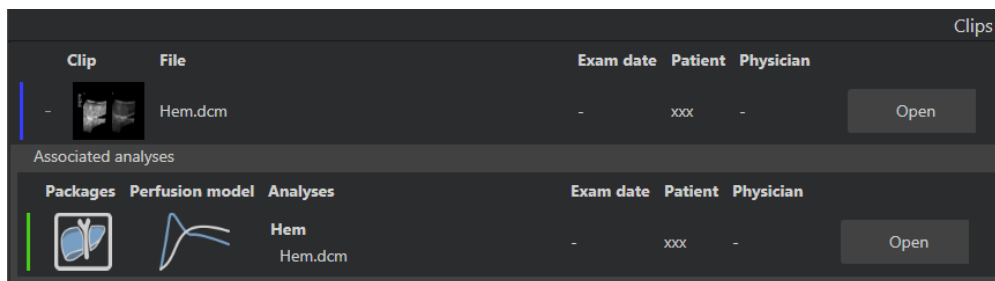 Clips
Clip File Exam date Patient Physician
- Hem.dcm - xxx - Open
Associated analyses
Packages Perfusion model Analyses Exam date Patient Physician
Hem
Hem.dcm - xxx - Open